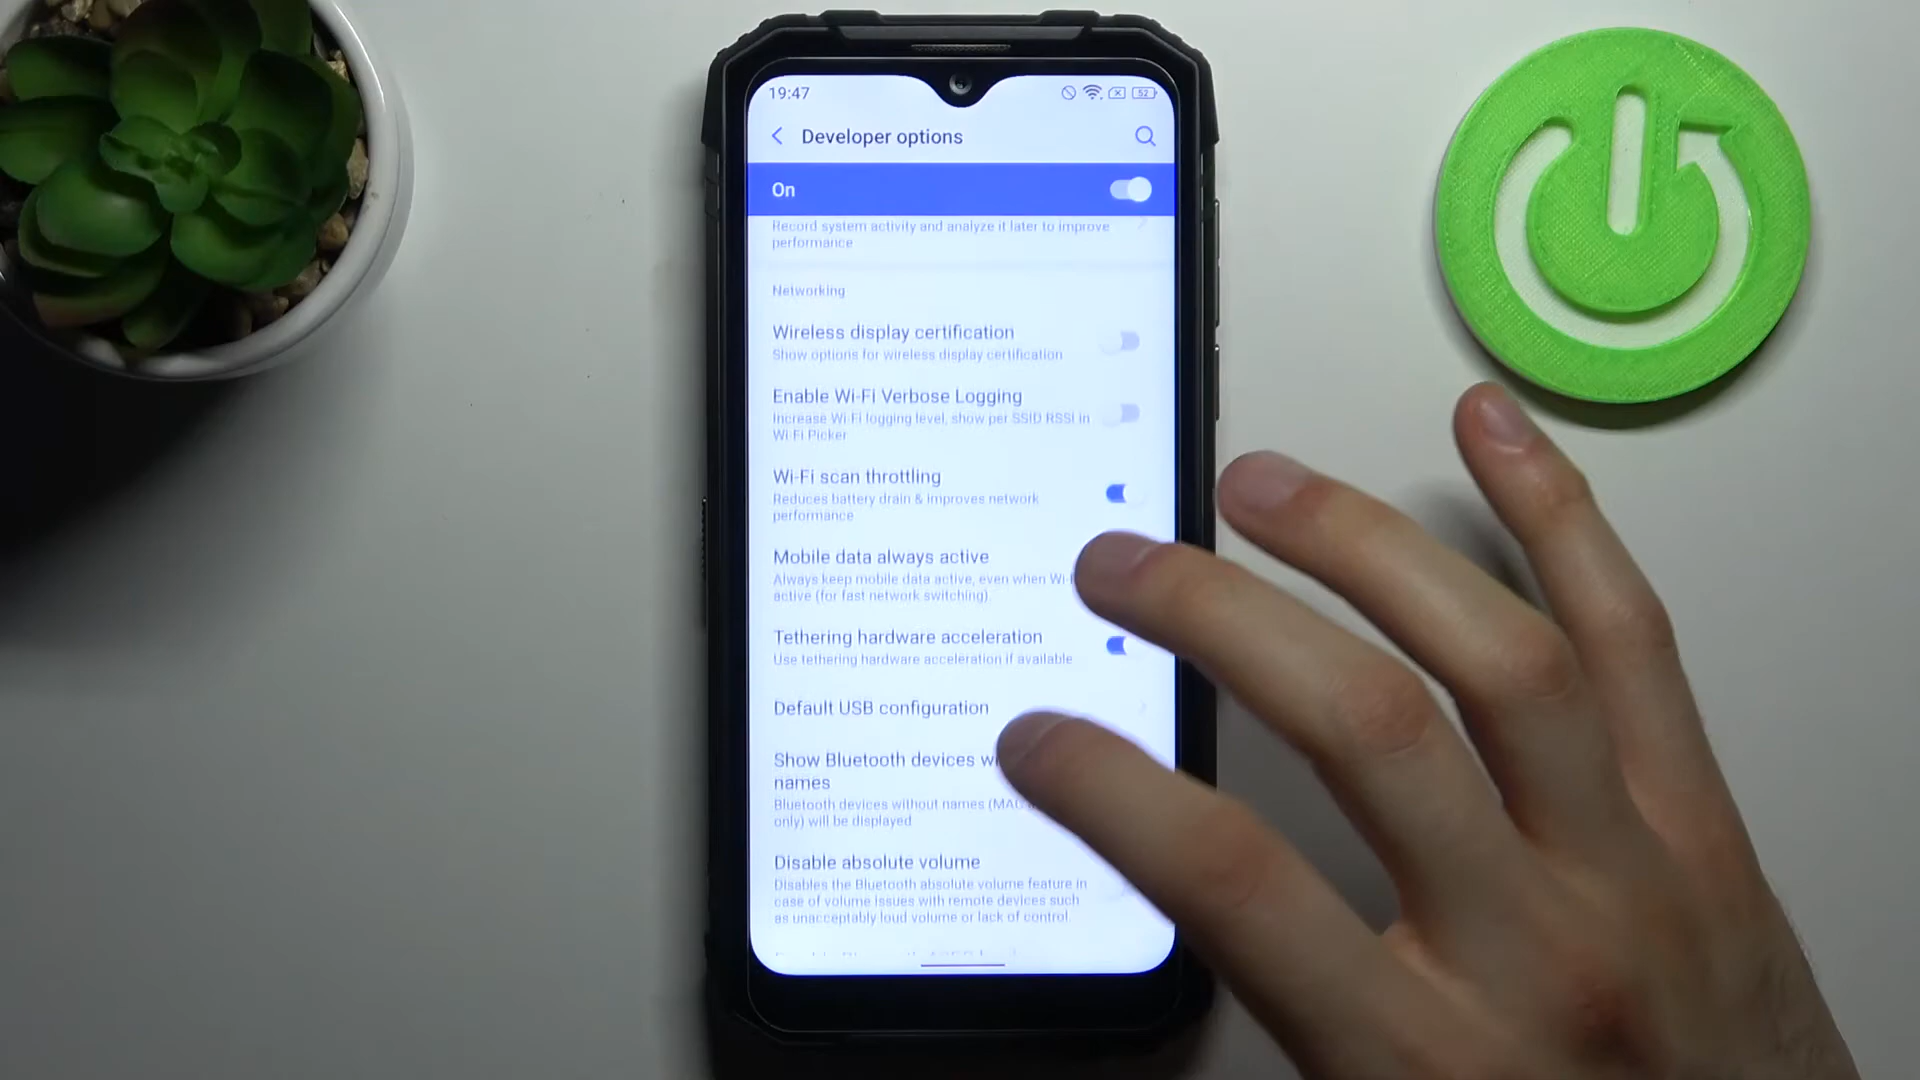 19:47
52
Developer options
On
Record system activity and analyze it later to improve
performance
Networking
Wireless display certification
Show options for wireless display certification
Enable Wi-Fi Verbose Logging
Increase Wi-Fi logging level, show per SSID RSSI in
Wi-Fi Picker
Wi-Fi scan throttling
Reduces battery drain & improves network
performance
Mobile data always active
Always keep mobile data active, even when
active (for fast network switching).
Tethering hardware acceleration
Use tethering hardware acceleration if available
Default USB configuration
Show Bluetooth devices
names
Bluetooth devices without names (MAC
only) will be displayed
Disable absolute volume
Disables the Bluetooth absolute volume feature in
case of volume issues with remote devices such
as unacceptably loud volume or lack of control.